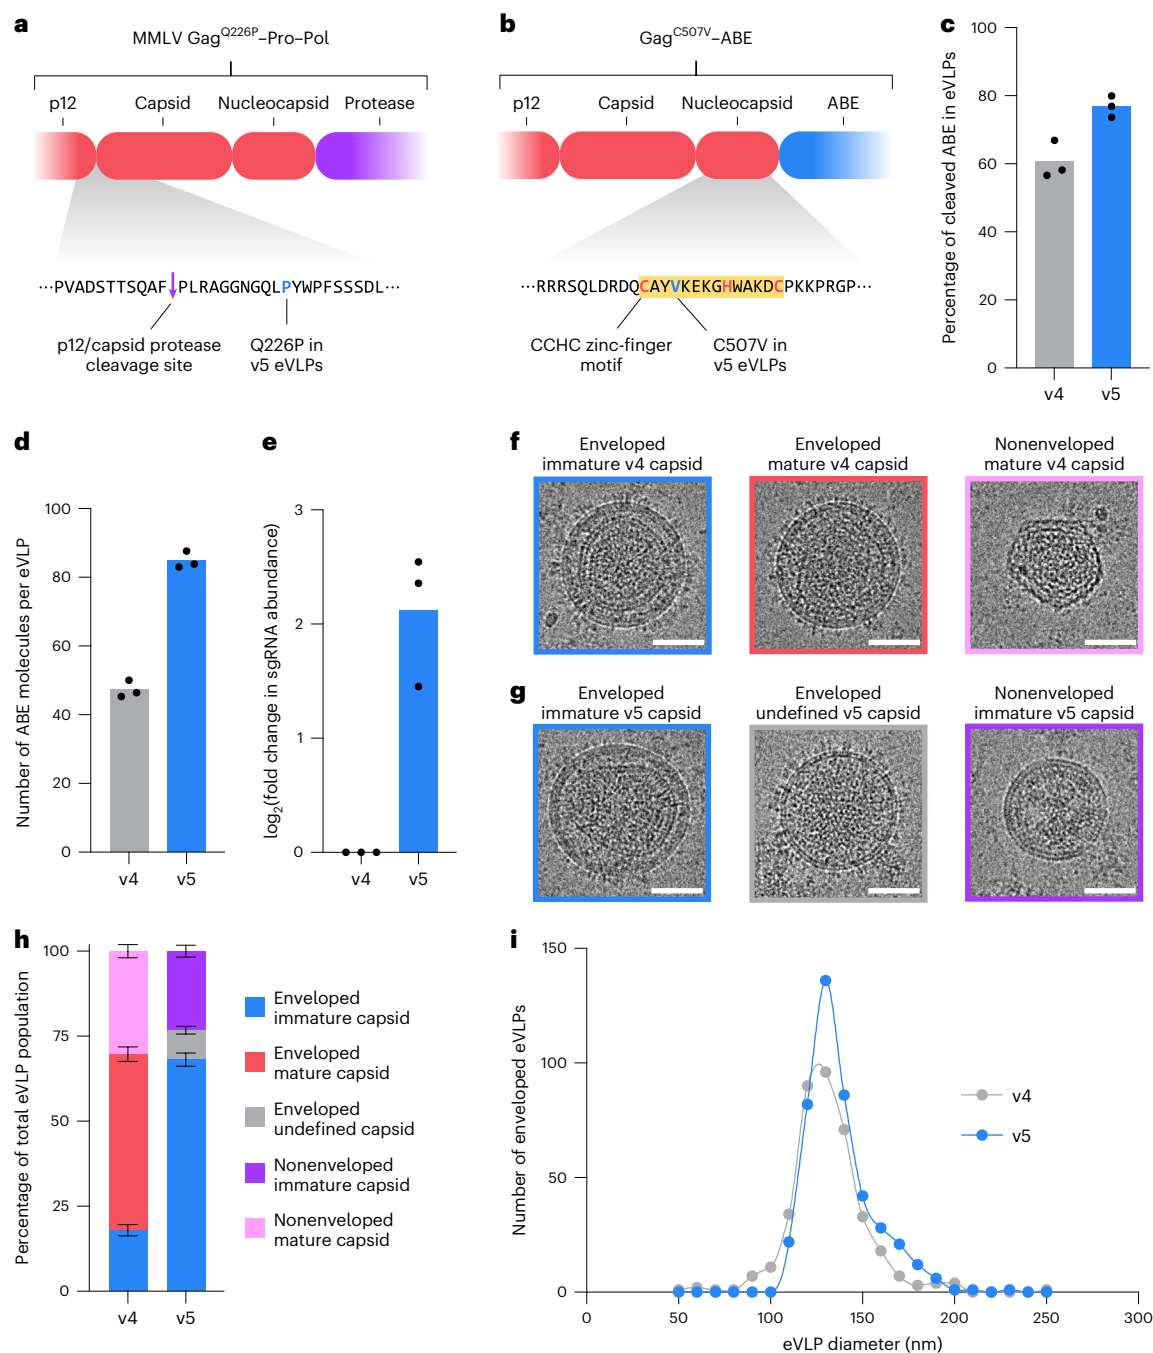 a
MMLV GagQ226P–Pro–Pol
p12 Capsid Nucleocapsid Protease
···PVADSTTSQAF PLRAGGNGQLPYWPFSSSDL···
p12/capsid protease
cleavage site
Q226P in
v5 eVLPs
b
GagC507V–ABE
p12 Capsid Nucleocapsid ABE
···RRRSQLDRDQCAYVKEKGHWAKDCPKKPRGP···
CCHC zinc-finger
motif
C507V in
v5 eVLPs
c
Percentage of cleaved ABE in eVLPs
100
80
60
40
20
0
v4 v5
d
Number of ABE molecules per eVLP
100
80
60
40
20
0
v4 v5
e
log2(fold change in sgRNA abundance)
3
2
1
0
v4 v5
f
Enveloped
immature v4 capsid
Enveloped
mature v4 capsid
Nonenveloped
mature v4 capsid
g
Enveloped
immature v5 capsid
Enveloped
undefined v5 capsid
Nonenveloped
immature v5 capsid
h
Percentage of total eVLP population
100
75
50
25
0
v4 v5
Enveloped
immature capsid
Enveloped
mature capsid
Enveloped
undefined capsid
Nonenveloped
immature capsid
Nonenveloped
mature capsid
i
Number of enveloped eVLPs
150
100
50
0
0 50 100 150 200 250 300
eVLP diameter (nm)
v4
v5